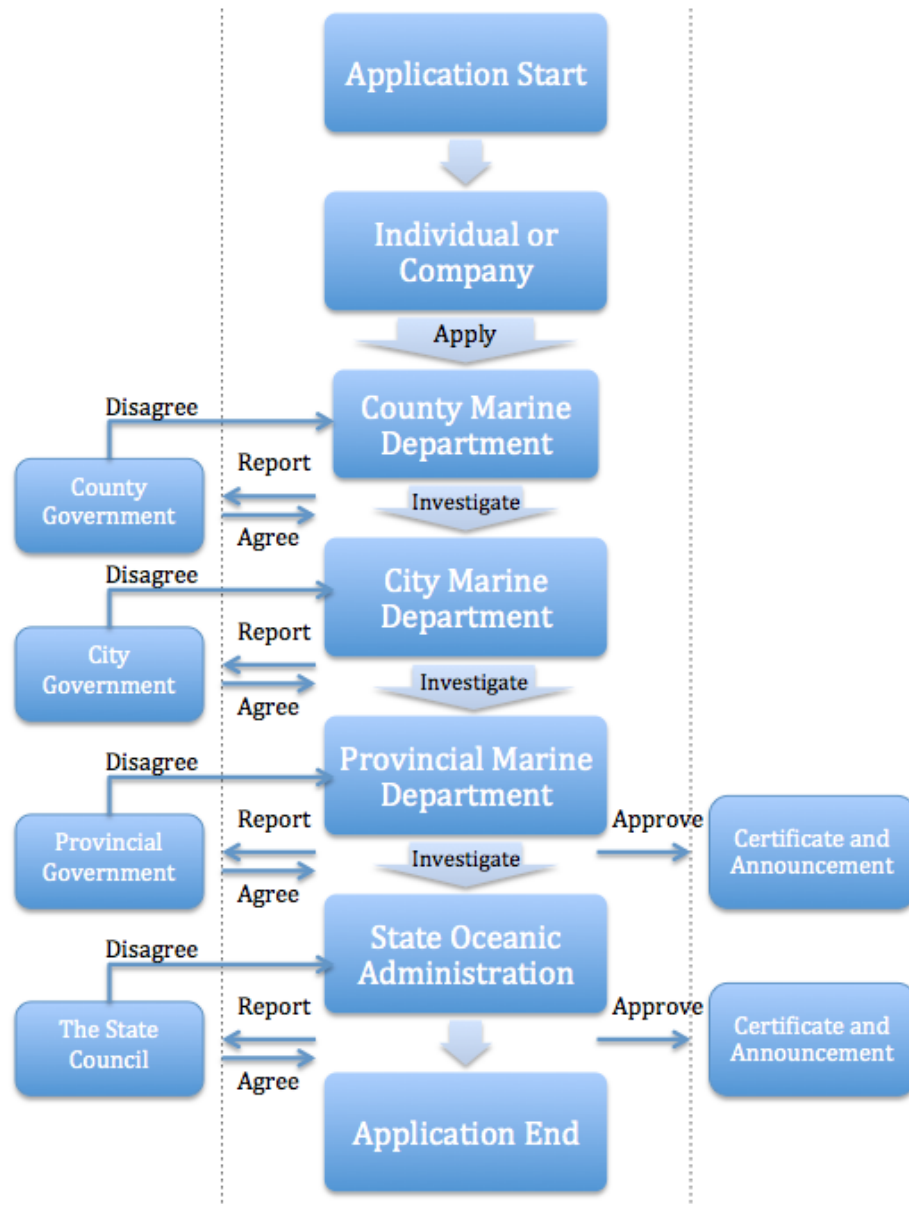 Application Start
Individual or
Company
Apply
County Marine
Department
Disagree
Report
County
Government
Investigate
Agree
City Marine
Department
Disagree
Report
City
Government
Investigate
Agree
Provincial Marine
Department
Disagree
Report
Approve
Provincial
Government
Investigate
Certificate and
Announcement
Agree
State Oceanic
Administration
Disagree
Report
Approve
The State
Council
Certificate and
Announcement
Agree
Application End